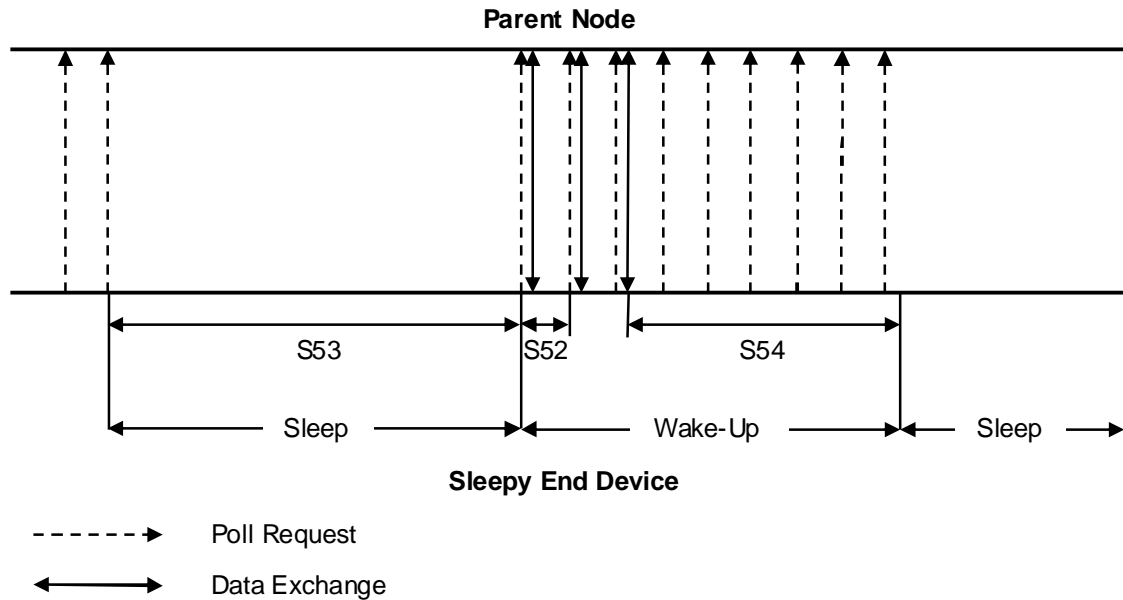 Parent Node
S53
S52
S54
Sleep
Wake-Up
Sleep
Sleepy End Device
Poll Request
Data Exchange